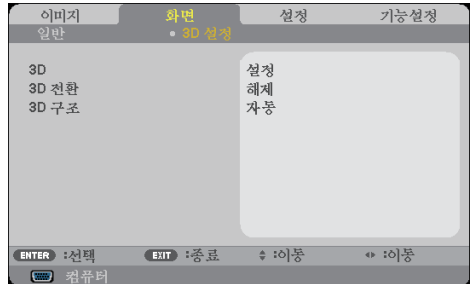 이미지 화면 설정 기능설정
일반 • 3D 설정
3D 설정
3D 전환 해제
3D 구조 자동
ENTER :선택 EXIT :종료 :이동 :이동
컴퓨터